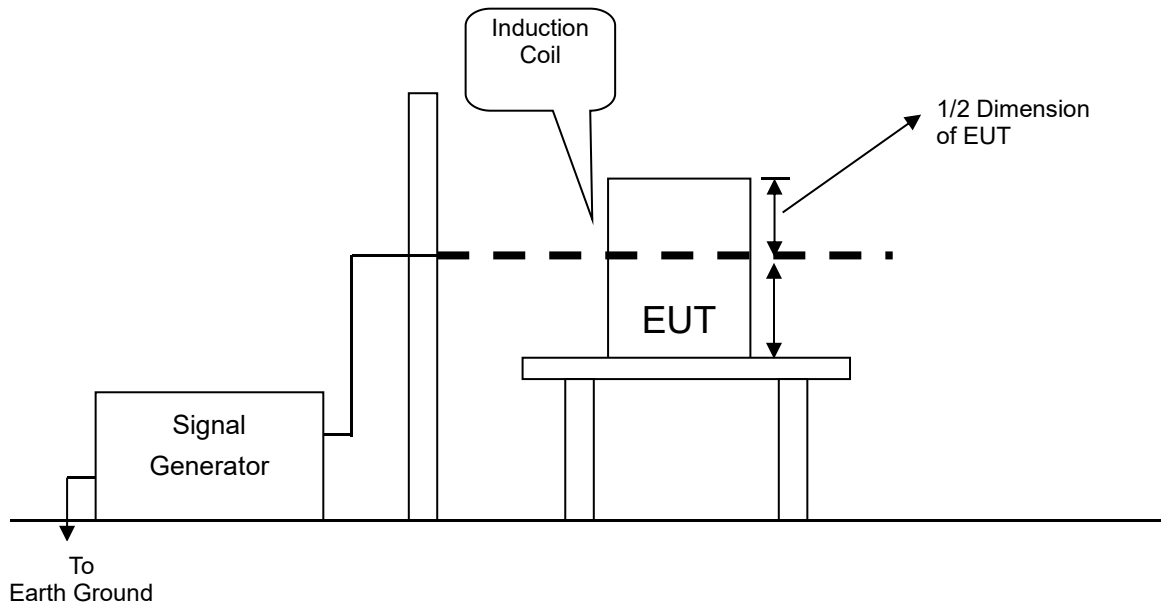 Induction
Coil
1/2 Dimension
of EUT
EUT
Signal
Generator
To
Earth Ground